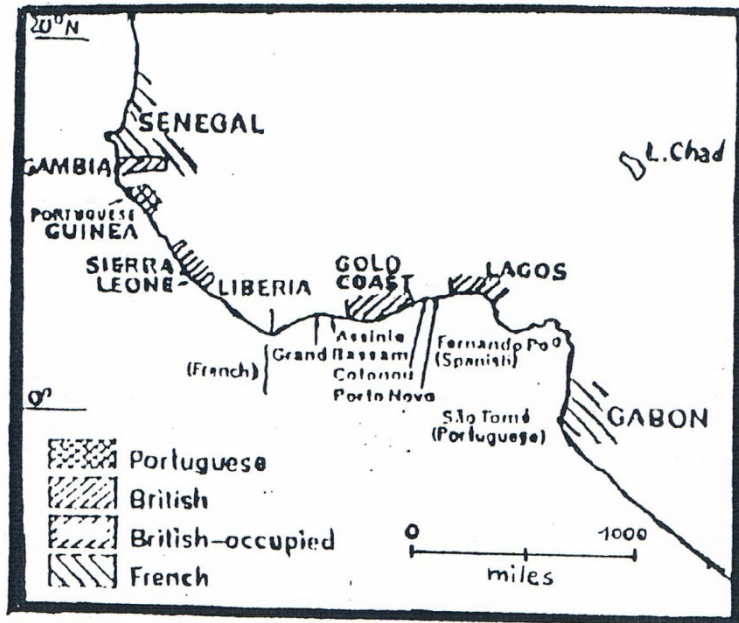 20°N
SENEGAL
GAMBIA
PORTUGUESE
GUINEA
SIERRA
LEONE
LIBERIA
GOLD
COAST
LAGOS
L. Chad
(French)
Grand Bassam
Assinie
Cotonou
Porto Novo
Fernando Poo
(Spanish)
São Tomé
(Portuguese)
GABON
0°
Portuguese
British
British-occupied
French
0 1000
miles